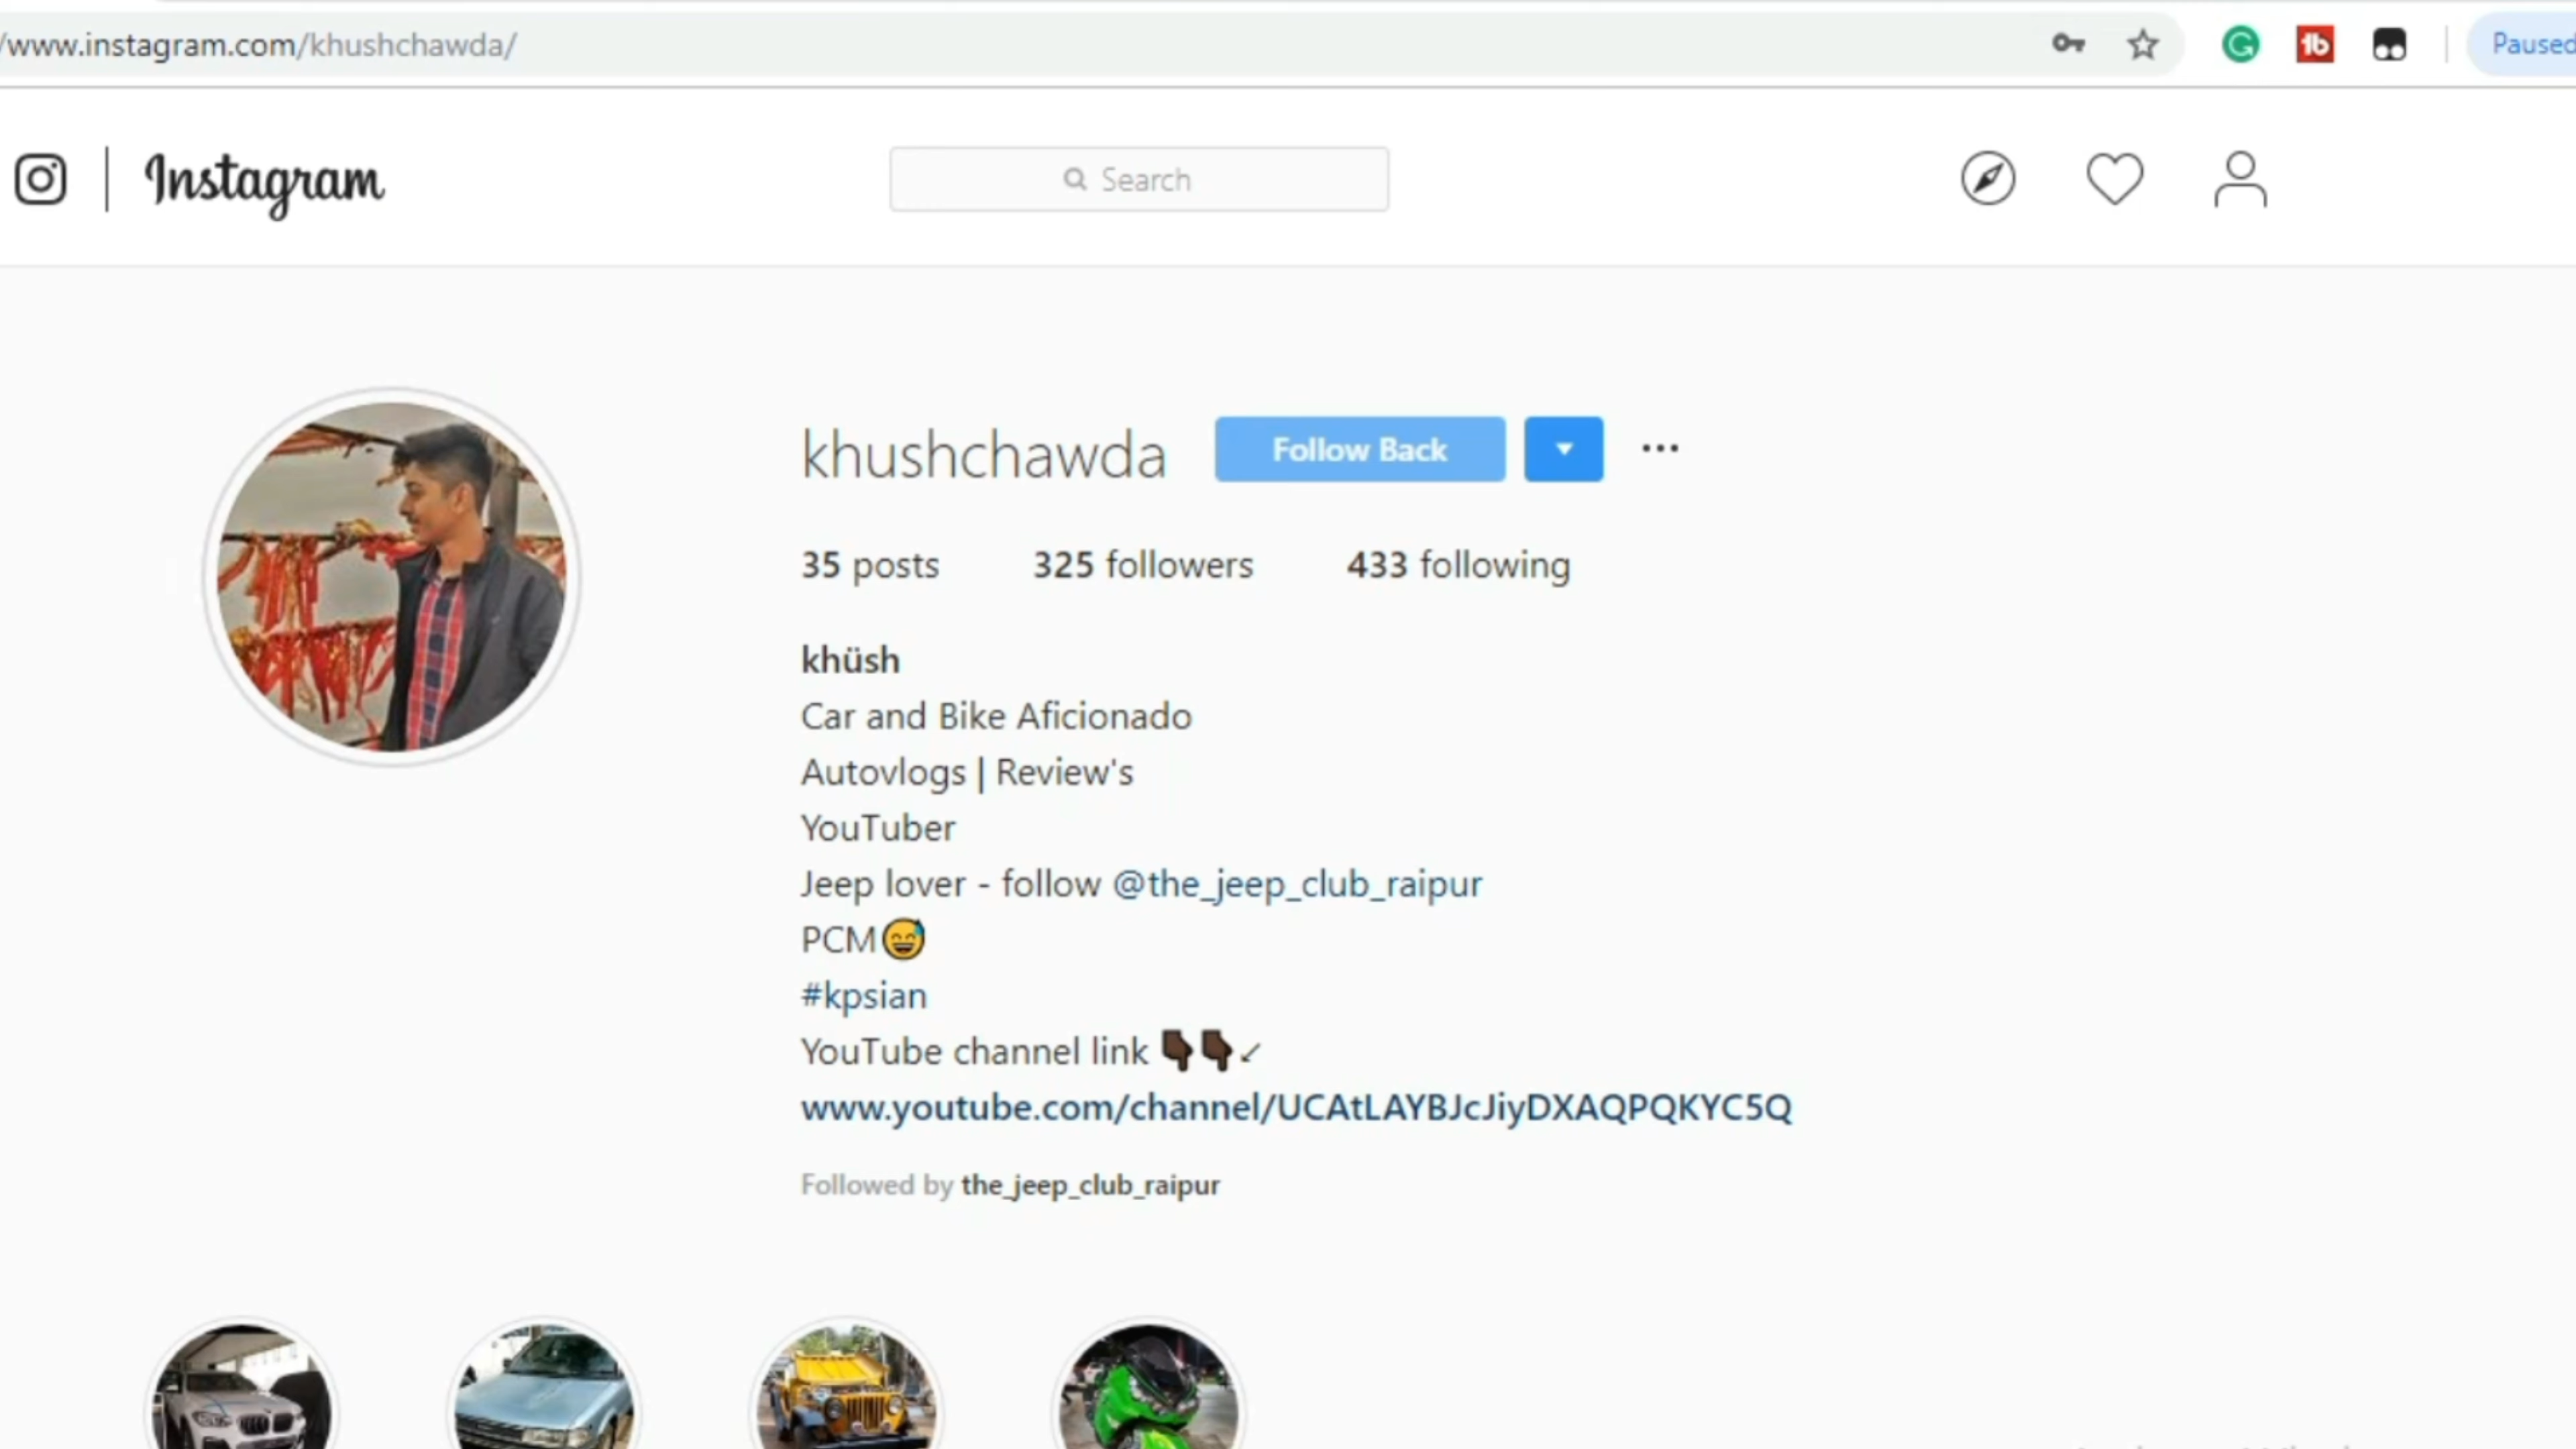 /www.instagram.com/khushchawda/
Paused
Instagram
Search
khushchawda
Follow Back
35 posts 325 followers 433 following
khüsh
Car and Bike Aficionado
Autovlogs | Review's
YouTuber
Jeep lover - follow @the_jeep_club_raipur
PCM😅
#kpsian
YouTube channel link 👇🏿👇🏿↙
www.youtube.com/channel/UCAtLAYBJcJiyDXAQPQKYC5Q
Followed by the_jeep_club_raipur